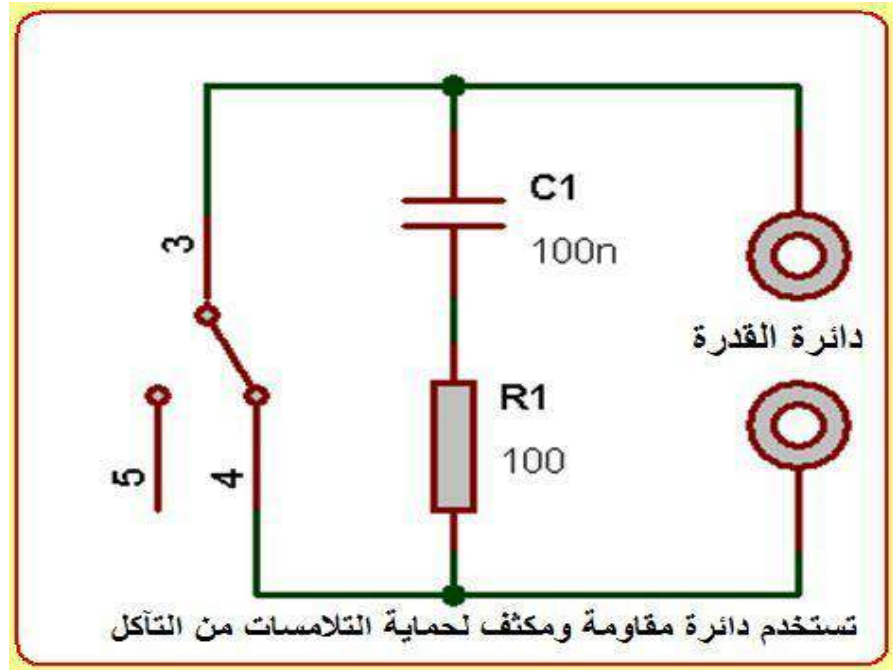 C1
100n
3
دائرة القدرة
R1
100
5
4
تستخدم دائرة مقاومة ومكثف لحماية التلامسات من التآكل